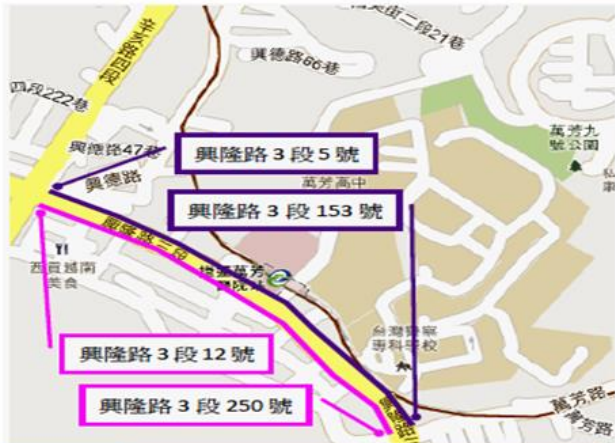 辛亥路四段
興德路66巷
四段222巷
興德路47巷
興德路
萬芳九
號公園
興隆路3段5號
萬芳高中
興隆路3段153號
興隆路三段
西貢越南
美食
台灣警察
專科學校
興隆路3段12號
興隆路3段250號
萬芳路
萬芳路